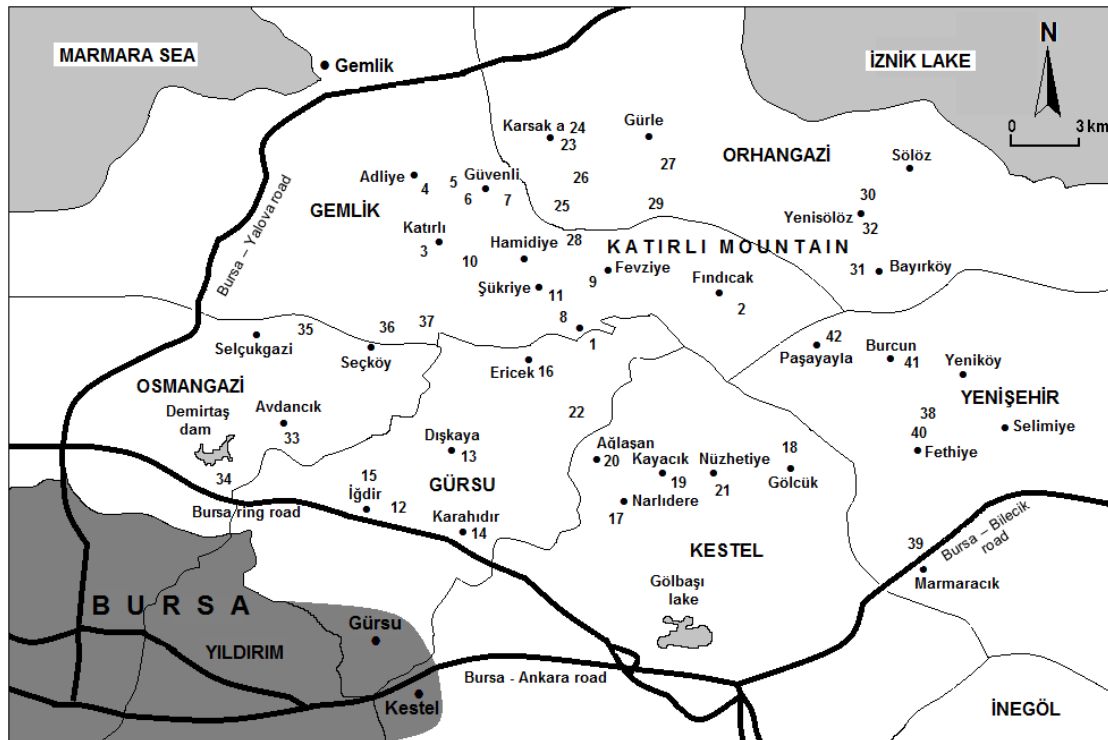 MARMARA SEA
Gemlik
İZNİK LAKE
N
0 3 km
Karsak a 24
23
Gürle
27
ORHANGAZİ
Sölöz
Adliye
4
5
Güvenli
6
7
26
25
29
30
Yenisölöz
32
GEMLİK
Bursa – Yalova road
Katırlı
3
10
Hamidiye
28
KATIRLI MOUNTAIN
9
Fevziye
Fındıcak
2
31
Bayırköy
Şükriye
11
8
1
35
36
37
Selçukgazi
Seçköy
Ericek
16
42
Paşayayla
Burcun
41
Yeniköy
OSMANGAZİ
YENİŞEHİR
Demirtaş
dam
Avdancık
33
22
38
40
Selimiye
Fethiye
Dışkaya
13
Ağlaşan
20
Kayacık
19
Nüzhetiye
21
18
Gölcük
34
Bursa ring road
15
İğdir
12
GÜRSU
Karahıdır
14
Narlıdere
17
KESTEL
39
Bursa – Bilecik
road
Marmaracık
Gölbaşı
lake
BURSA
Gürsu
YILDIRIM
Bursa - Ankara road
Kestel
İNEGÖL